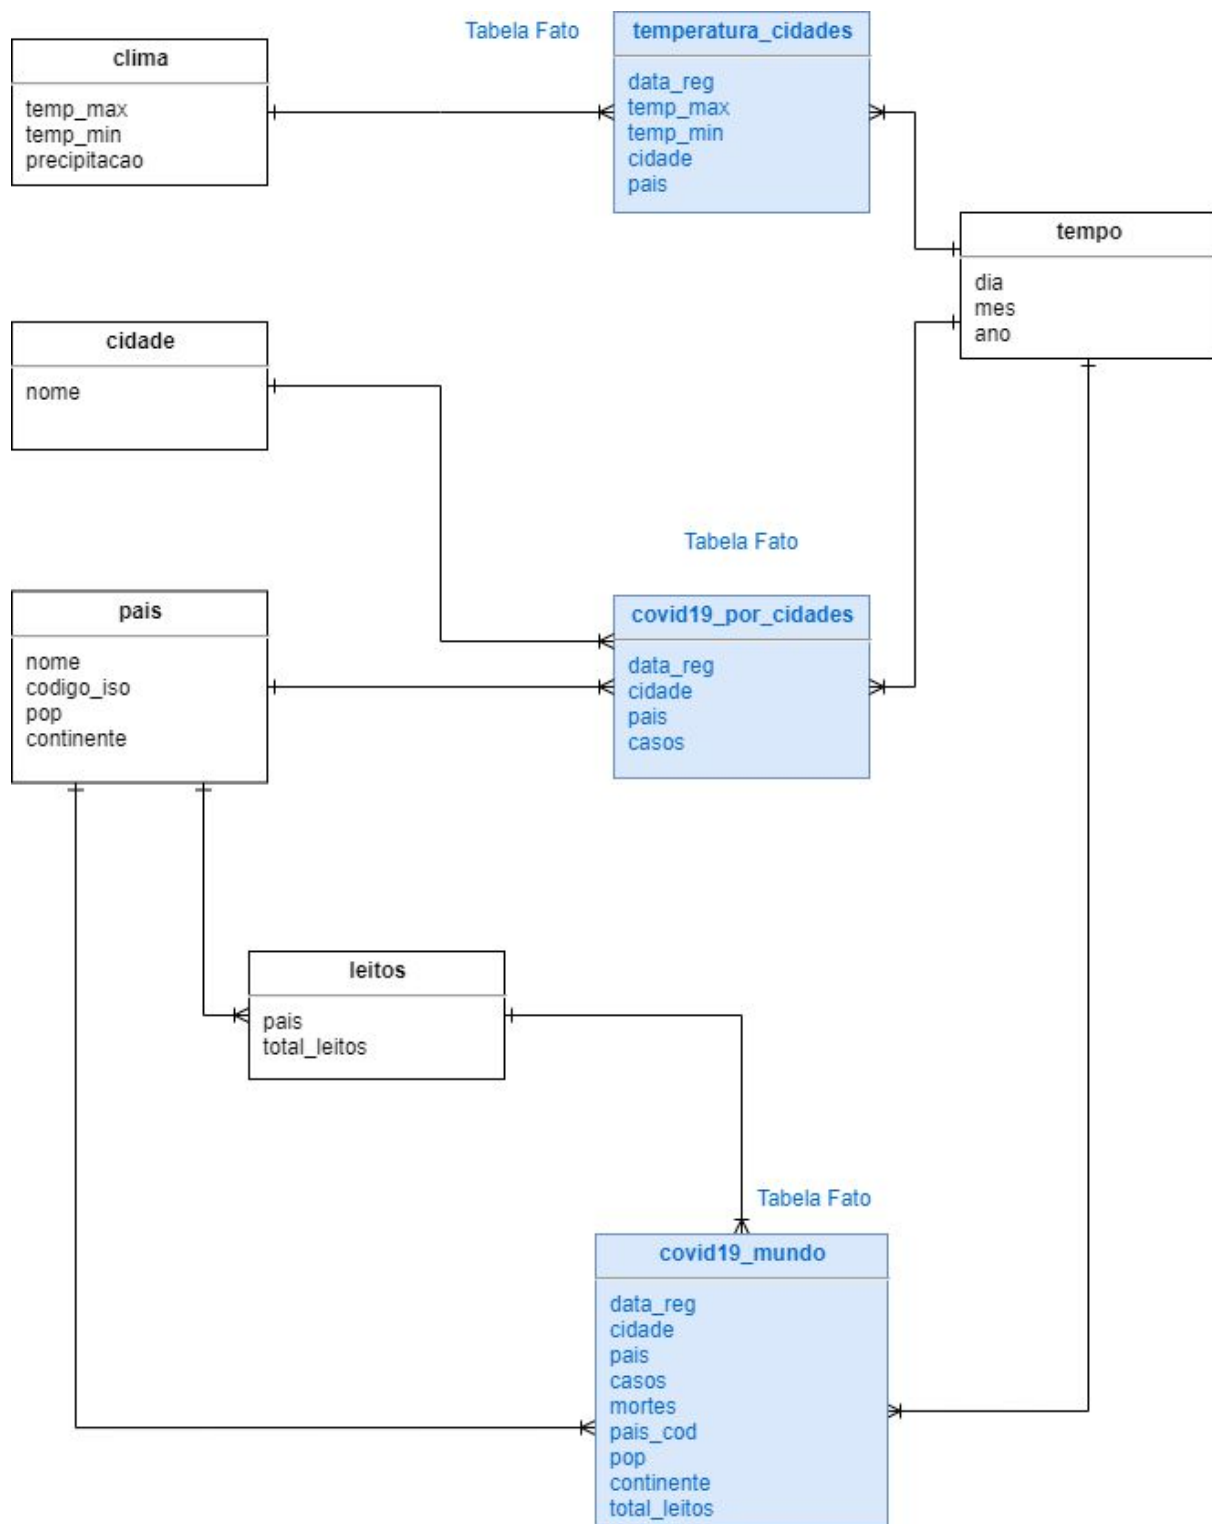 Tabela Fato
temperatura_cidades
data_reg
temp_max
temp_min
cidade
pais
clima
temp_max
temp_min
precipitacao
tempo
dia
mes
ano
cidade
nome
Tabela Fato
covid19_por_cidades
data_reg
cidade
pais
casos
pais
nome
codigo_iso
pop
continente
leitos
pais
total_leitos
Tabela Fato
covid19_mundo
data_reg
cidade
pais
casos
mortes
pais_cod
pop
continente
total_leitos